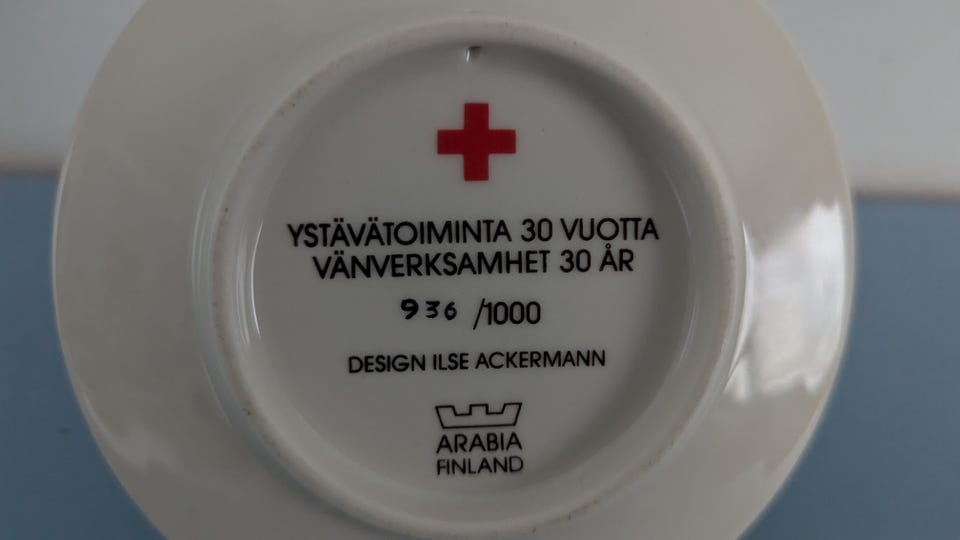 YSTÄVÄTOIMINTA 30 VUOTTA
VÄNVERKSAMHET 30 ÅR
936 /1000
DESIGN ILSE ACKERMANN
ARABIA
FINLAND